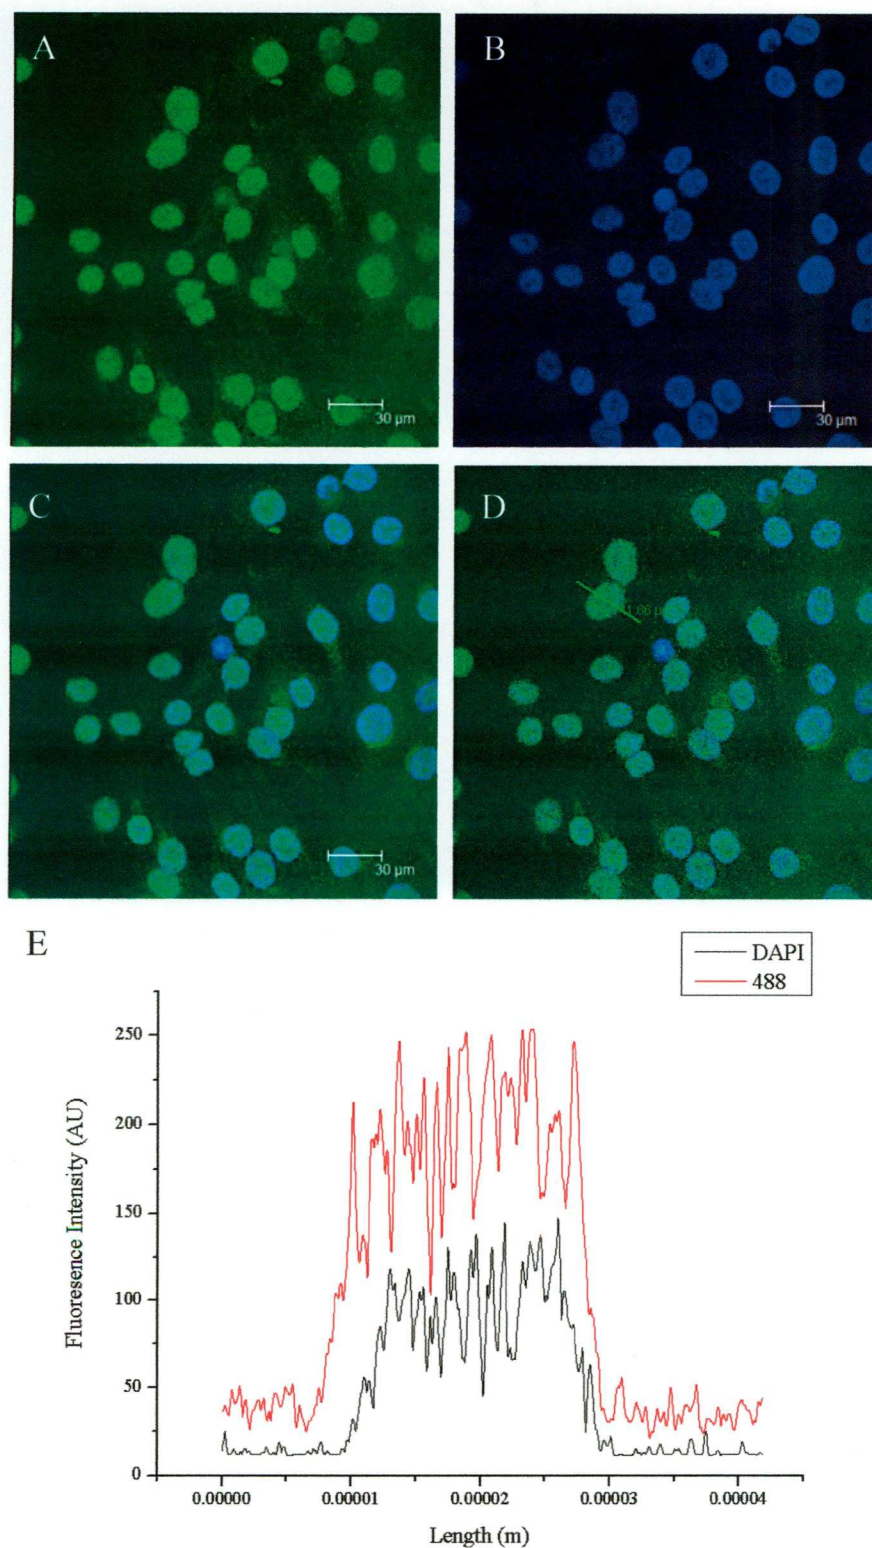 A
B
30 µm
30 µm
C
D
30 µm
E
DAPI
488
250
200
150
100
50
0
Fluoresence Intensity (AU)
0.00000
0.00001
0.00002
0.00003
0.00004
Length (m)